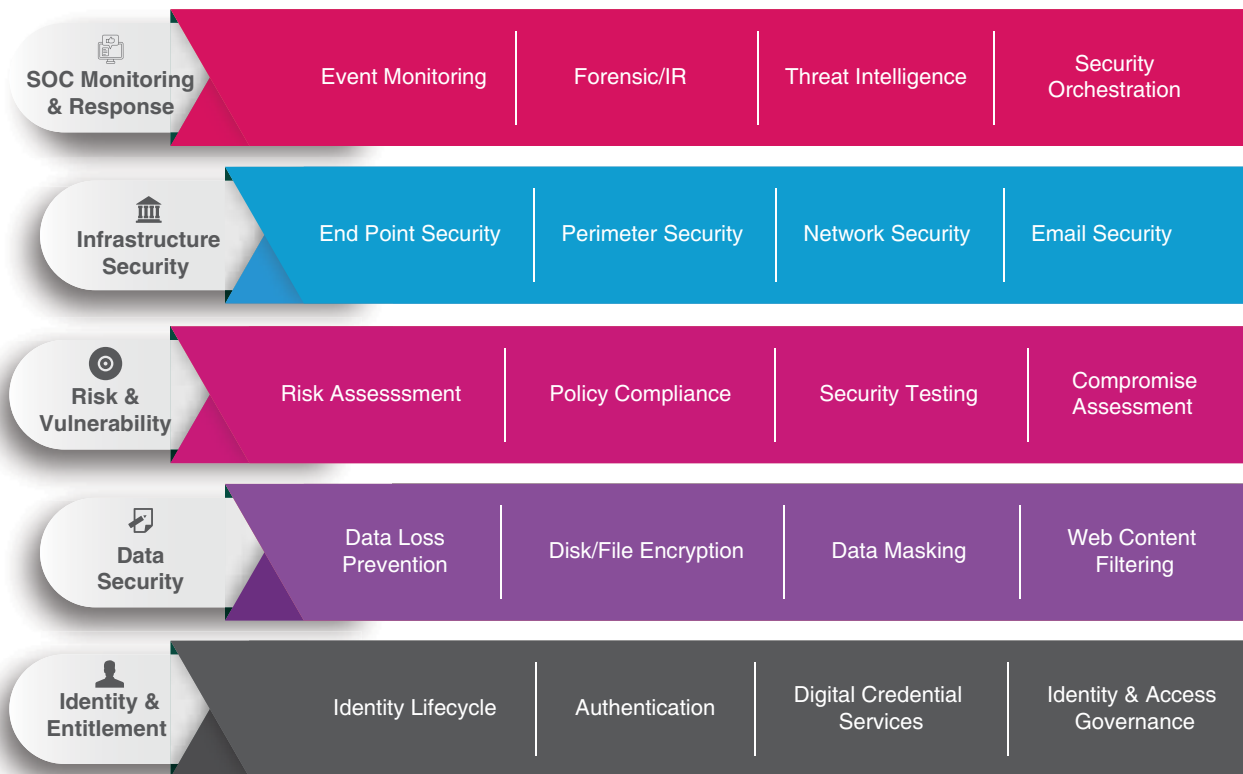 SOC Monitoring
& Response
Event Monitoring
Forensic/IR
Threat Intelligence
Security
Orchestration
Infrastructure
Security
End Point Security
Perimeter Security
Network Security
Email Security
Risk &
Vulnerability
Risk Assesssment
Policy Compliance
Security Testing
Compromise
Assessment
Data
Security
Data Loss
Prevention
Disk/File Encryption
Data Masking
Web Content
Filtering
Identity &
Entitlement
Identity Lifecycle
Authentication
Digital Credential
Services
Identity & Access
Governance